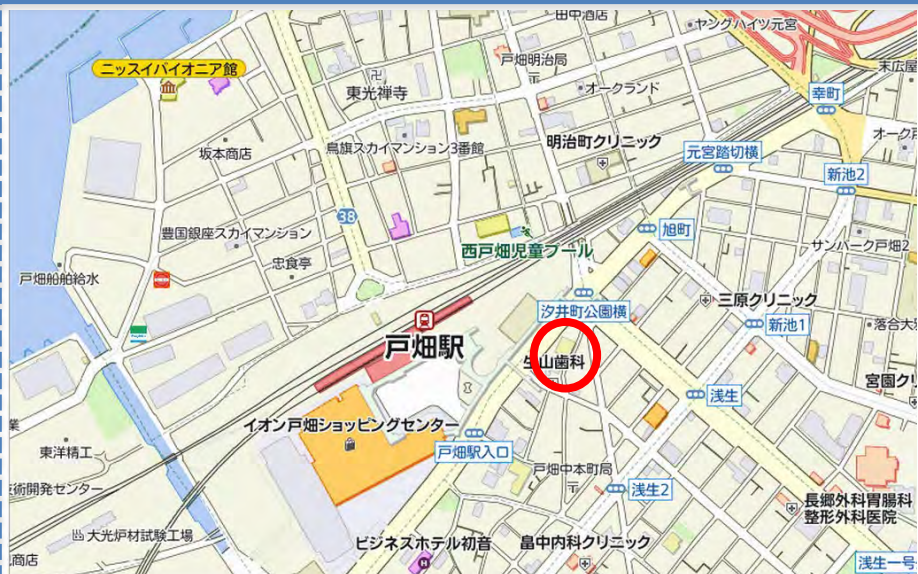 田中酒店
ヤングハイツ元宮
戸畑明治局
〒
末広屋
ニッスイパイオニア館
卍
東光禅寺
オークランド
幸町
坂本商店
鳥旗スカイマンション3番館
明治町クリニック
元宮踏切横
新池2
38
豊国銀座スカイマンション
旭町
西戸畑児童プール
サンパーク戸畑2
忠食亭
戸畑船舶給水
三原クリニック
汐井町公園横
新池1
落合大
戸畑駅
山歯科
宮園クリ
浅生
イオン戸畑ショッピングセンター
戸畑駅入口
業
東洋精工
戸畑中本町局
〒
浅生2
術開発センター
長郷外科胃腸科
整形外科医院
大光炉材試験工場
ビジネスホテル初音
畠中内科クリニック
H
商店
浅生一号